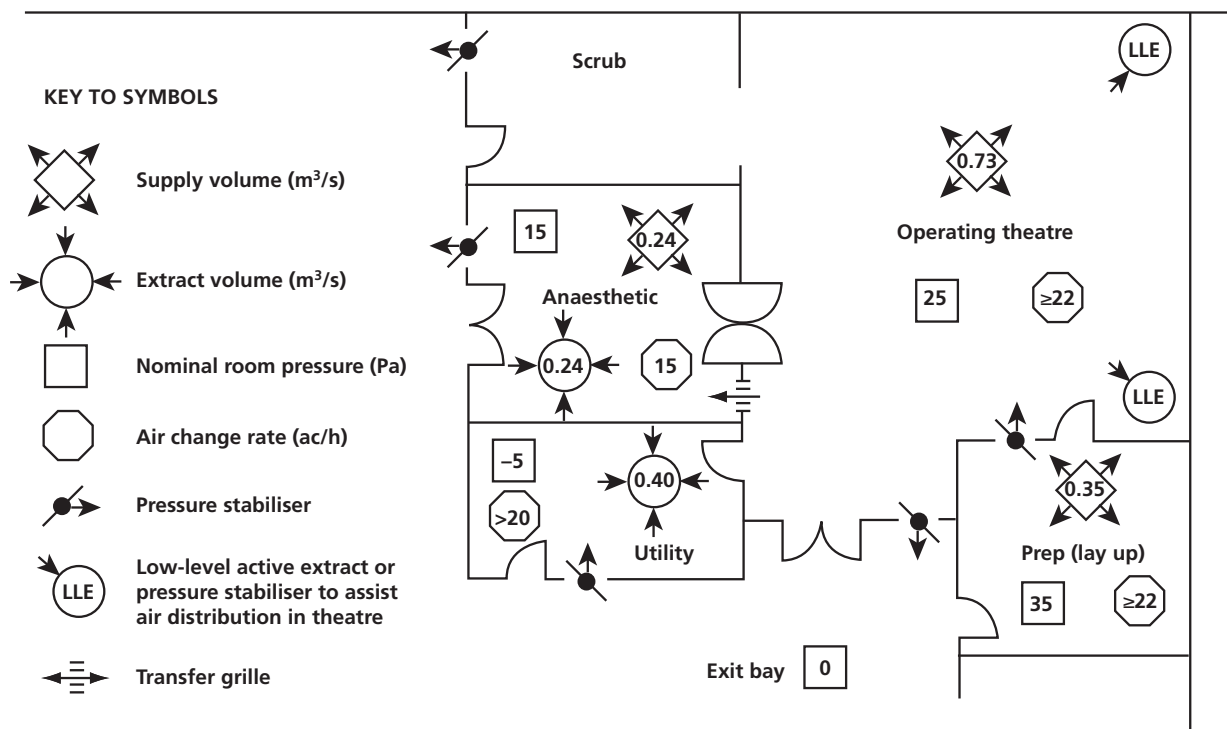 KEY TO SYMBOLS
Supply volume (m³/s)
Extract volume (m³/s)
Nominal room pressure (Pa)
Air change rate (ac/h)
Pressure stabiliser
LLE
Low-level active extract or
pressure stabiliser to assist
air distribution in theatre
Transfer grille
Scrub
LLE
0.73
Operating theatre
25
≥22
15
0.24
Anaesthetic
0.24
15
LLE
–5
0.40
>20
Utility
0.35
Prep (lay up)
35
≥22
Exit bay
0